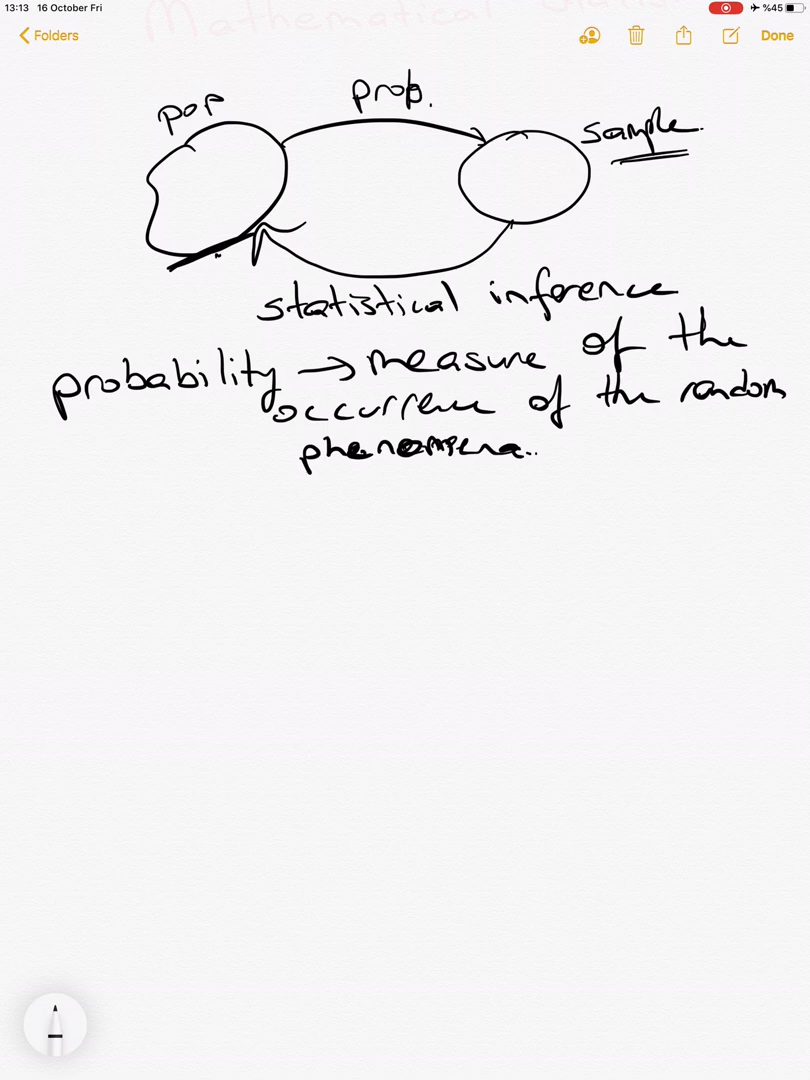 13:13 16 October Fri
%45
Mathematical
Folders
Done
pop
prob.
sample.
statistical inference
probability → measure of the
occurrence of the random
phenomena..